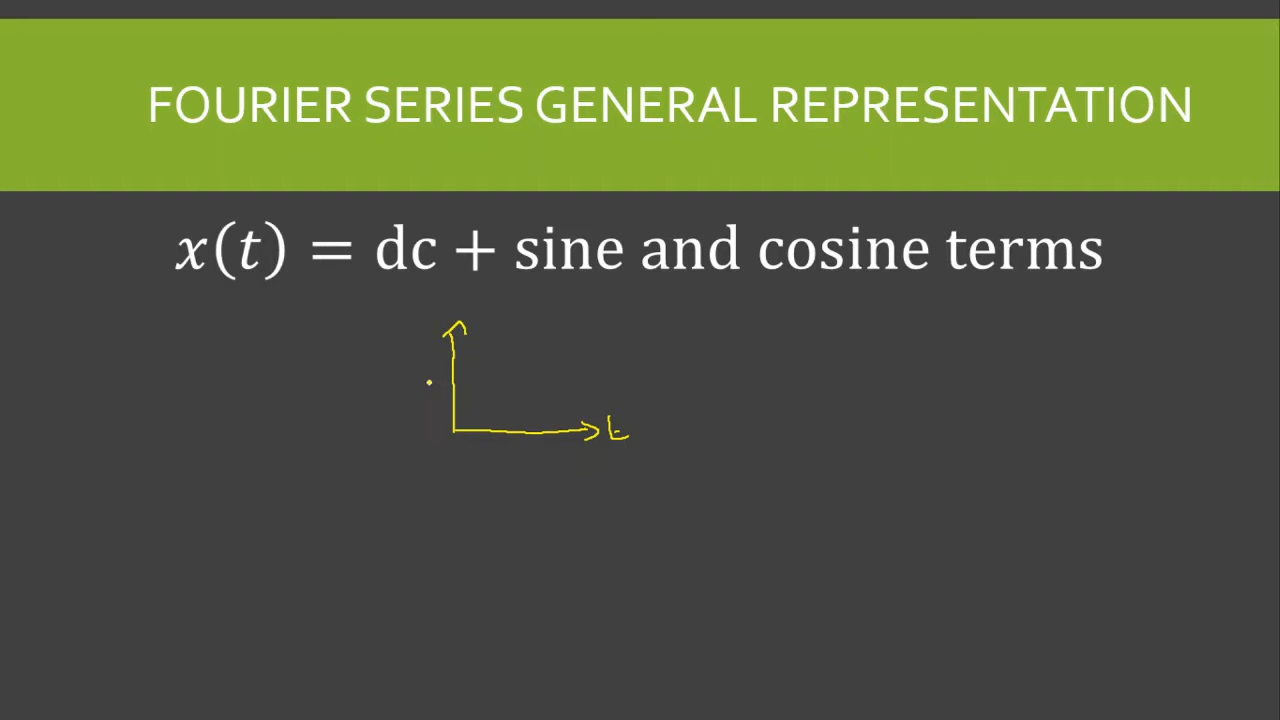 FOURIER SERIES GENERAL REPRESENTATION
x(t) = dc + sine and cosine terms
t